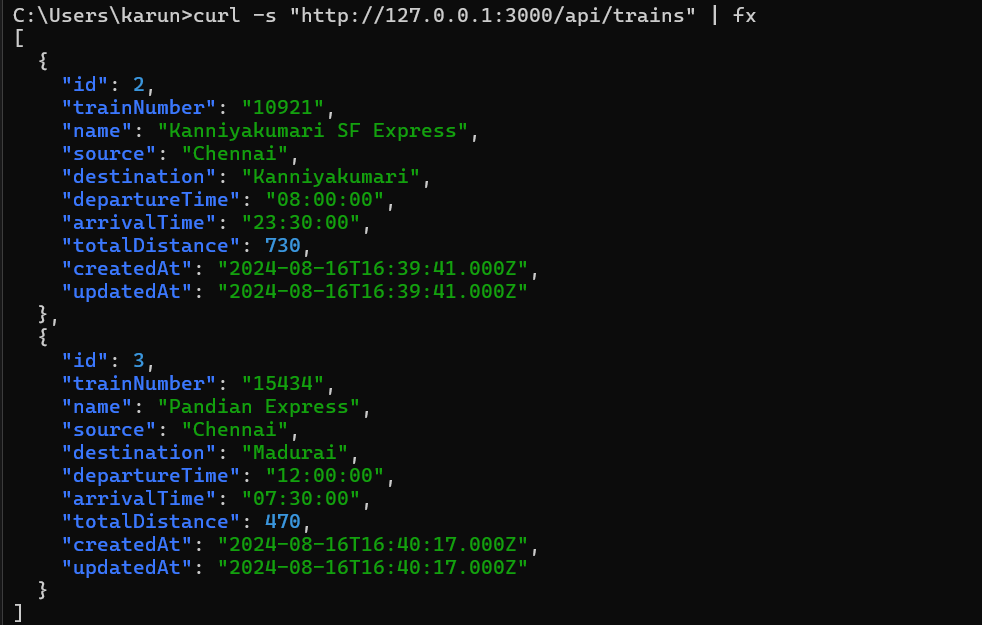 C:\Users\karun>curl -s "http://127.0.0.1:3000/api/trains" | fx
[
  {
    "id": 2,
    "trainNumber": "10921",
    "name": "Kanniyakumari SF Express",
    "source": "Chennai",
    "destination": "Kanniyakumari",
    "departureTime": "08:00:00",
    "arrivalTime": "23:30:00",
    "totalDistance": 730,
    "createdAt": "2024-08-16T16:39:41.000Z",
    "updatedAt": "2024-08-16T16:39:41.000Z"
  },
  {
    "id": 3,
    "trainNumber": "15434",
    "name": "Pandian Express",
    "source": "Chennai",
    "destination": "Madurai",
    "departureTime": "12:00:00",
    "arrivalTime": "07:30:00",
    "totalDistance": 470,
    "createdAt": "2024-08-16T16:40:17.000Z",
    "updatedAt": "2024-08-16T16:40:17.000Z"
  }
]